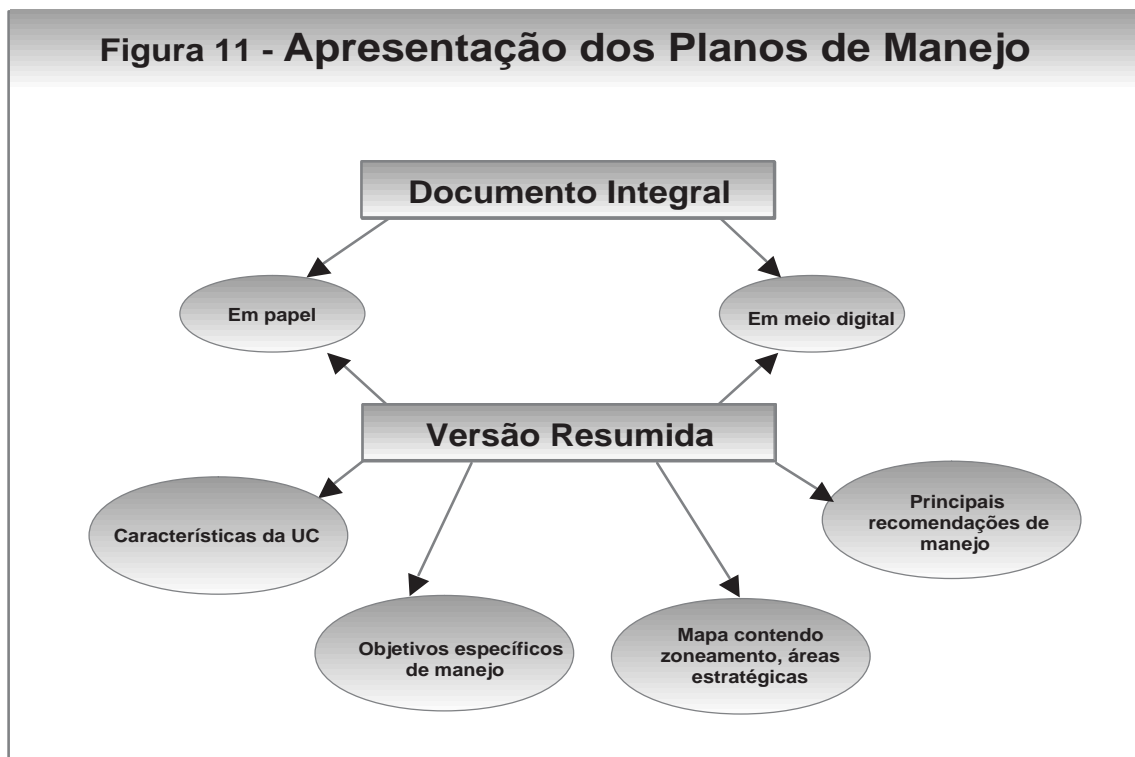 Figura 11 - Apresentação dos Planos de Manejo
Documento Integral
Em papel
Em meio digital
Versão Resumida
Características da UC
Principais
recomendações de
manejo
Objetivos específicos
de manejo
Mapa contendo
zoneamento, áreas
estratégicas